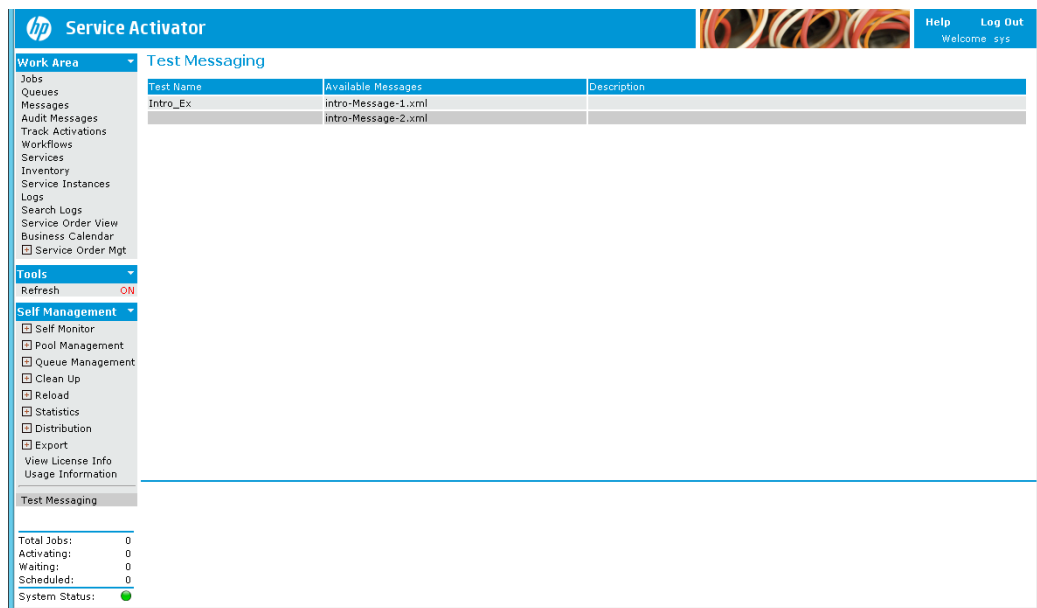 hp Service Activator
Help Log Out
Welcome sys
Work Area
Jobs
Queues
Messages
Audit Messages
Track Activations
Workflows
Services
Inventory
Service Instances
Logs
Search Logs
Service Order View
Business Calendar
Service Order Mgt
Tools
Refresh ON
Self Management
Self Monitor
Pool Management
Queue Management
Clean Up
Reload
Statistics
Distribution
Export
View License Info
Usage Information
Test Messaging
Total Jobs: 0
Activating: 0
Waiting: 0
Scheduled: 0
System Status:
Test Messaging
Test Name Available Messages Description
Intro_Ex intro-Message-1.xml
intro-Message-2.xml